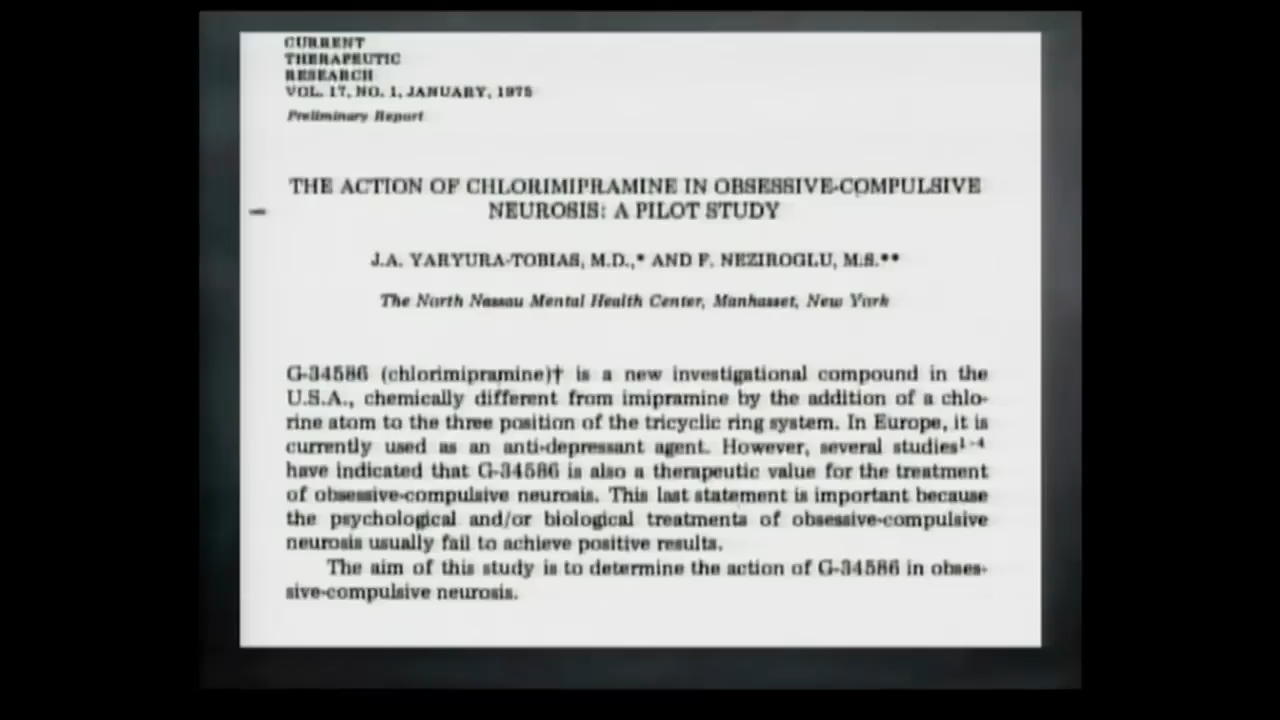 CURRENT
THERAPEUTIC
RESEARCH
VOL. 17, NO. 1, JANUARY, 1975
Preliminary Report
THE ACTION OF CHLORIMIPRAMINE IN OBSESSIVE-COMPULSIVE
NEUROSIS: A PILOT STUDY
J.A. YARYURA-TOBIAS, M.D.,* AND F. NEZIROGLU, M.S.**
The North Nassau Mental Health Center, Manhasset, New York
G-34586 (chlorimipramine)† is a new investigational compound in the
U.S.A., chemically different from imipramine by the addition of a chlo-
rine atom to the three position of the tricyclic ring system. In Europe, it is
currently used as an anti-depressant agent. However, several studies¹⁻⁴
have indicated that G-34586 is also a therapeutic value for the treatment
of obsessive-compulsive neurosis. This last statement is important because
the psychological and/or biological treatments of obsessive-compulsive
neurosis usually fail to achieve positive results.
The aim of this study is to determine the action of G-34586 in obses-
sive-compulsive neurosis.